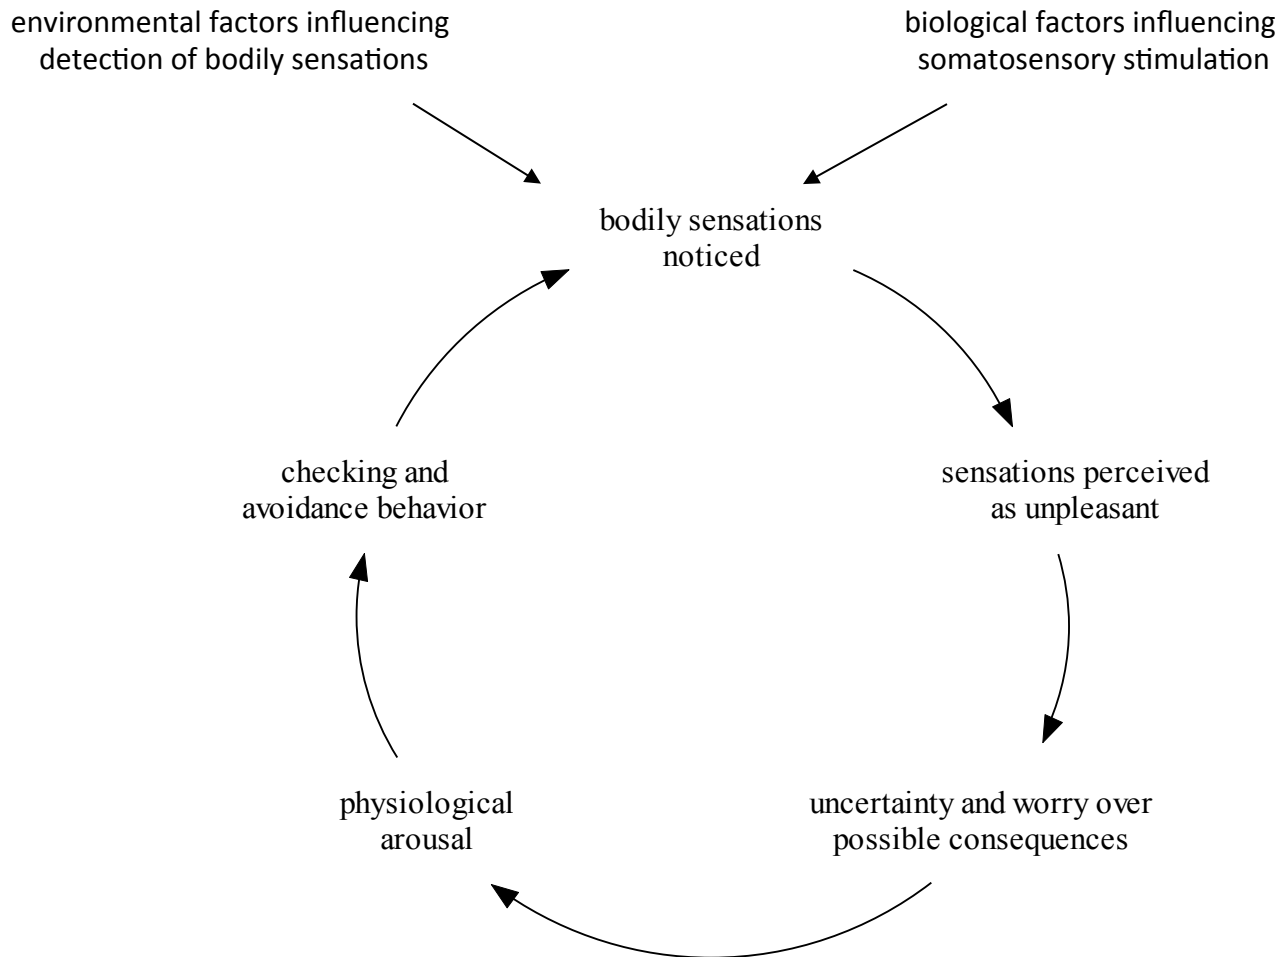 environmental factors influencing
detection of bodily sensations
biological factors influencing
somatosensory stimulation
bodily sensations
noticed
sensations perceived
as unpleasant
uncertainty and worry over
possible consequences
physiological
arousal
checking and
avoidance behavior